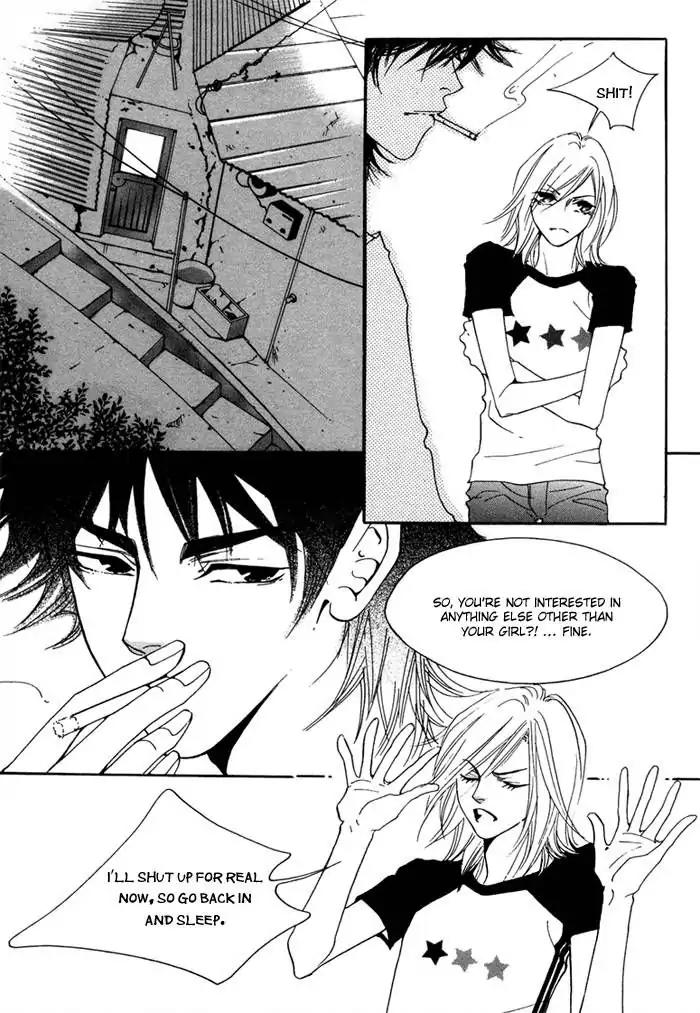 SHIT!
SO, YOU'RE NOT INTERESTED IN
ANYTHING ELSE OTHER THAN
YOUR GIRL?! ... FINE.
I'LL SHUT UP FOR REAL
NOW, SO GO BACK IN
AND SLEEP.